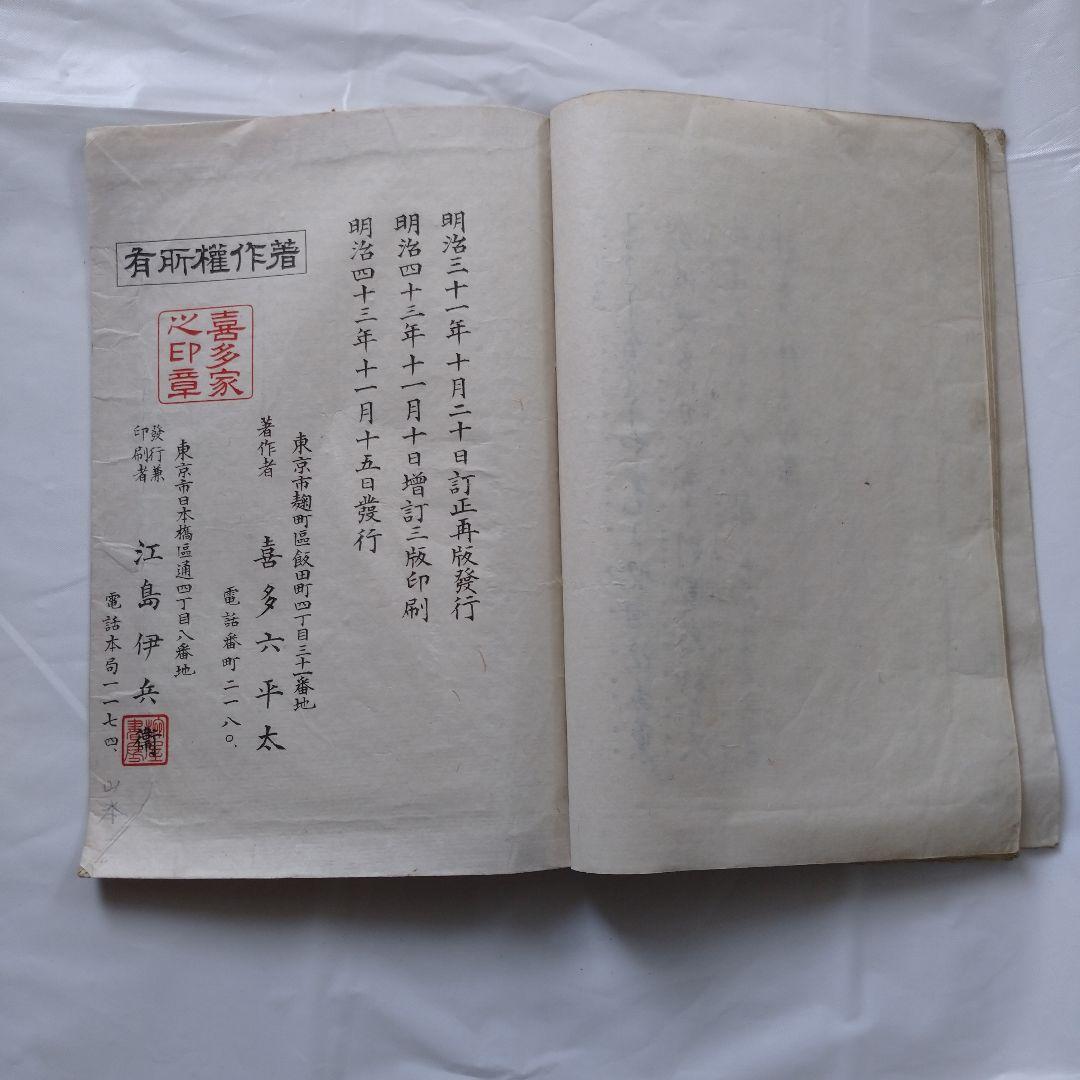 明治三十一年十月二十日訂正再版發行
明治四十三年十一月十日增訂三版印刷
明治四十三年十一月十五日發行
著作權所有
喜多家
之印章
東京市麹町區飯田町四丁目三十一番地
著作者
喜多六平太
電話番町二一八〇、
東京市日本橋區通四丁目八番地
發行兼
印刷者
江島伊兵衛
電話本局一一七四、
山本